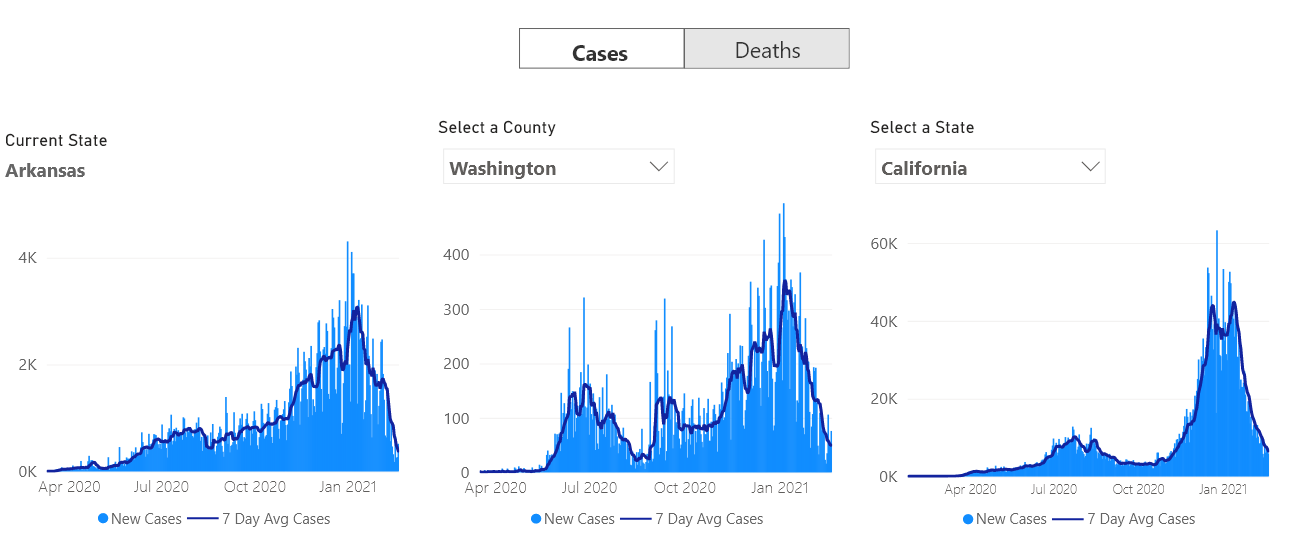 Cases Deaths
Current State
Arkansas
4K
2K
0K
Apr 2020 Jul 2020 Oct 2020 Jan 2021
New Cases 7 Day Avg Cases
Select a County
Washington
400
300
200
100
0
Apr 2020 Jul 2020 Oct 2020 Jan 2021
New Cases 7 Day Avg Cases
Select a State
California
60K
40K
20K
0K
Apr 2020 Jul 2020 Oct 2020 Jan 2021
New Cases 7 Day Avg Cases